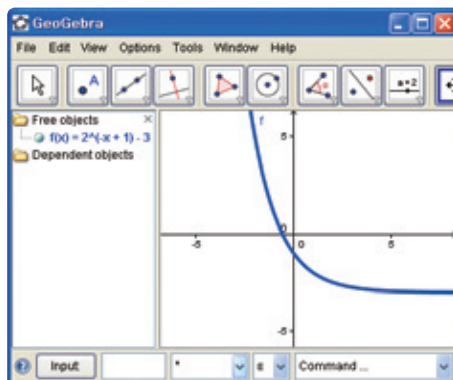 GeoGebra
File Edit View Options Tools Window Help
A
a=2
Free objects
f(x) = 2^(-x + 1) - 3
Dependent objects
f
5
0
-5 0 5
-5
Input
Command ...